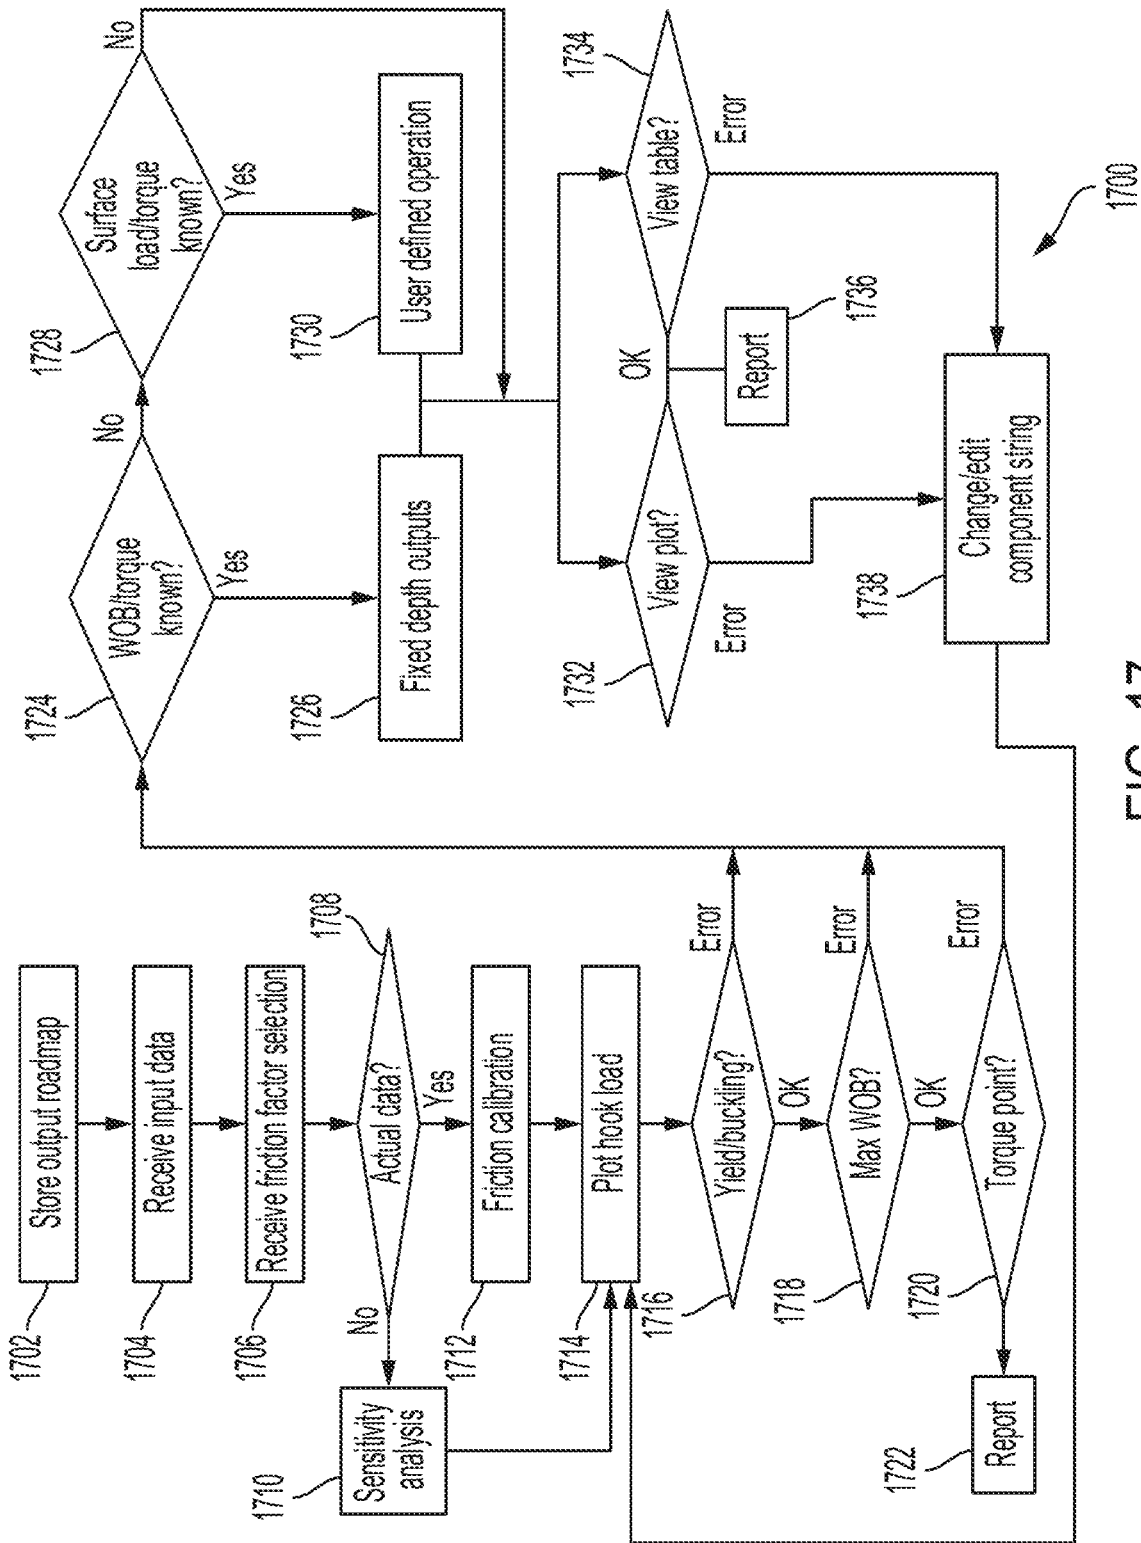 1702
Store output roadmap
1704
Receive input data
1706
Receive friction factor selection
1708
Actual data?
No
Yes
1710
Sensitivity
analysis
1712
Friction calibration
1714
Plot hook load
1716
Yield/buckling?
Error
OK
1718
Max WOB?
Error
OK
1720
Torque point?
Error
1722
Report
1724
WOB/torque
known?
No
Yes
1726
Fixed depth outputs
1728
Surface
load/torque
known?
No
Yes
1730
User defined operation
1732
View plot?
Error
OK
1734
View table?
Error
1736
Report
1738
Change/edit
component string
1700
FIG. 17